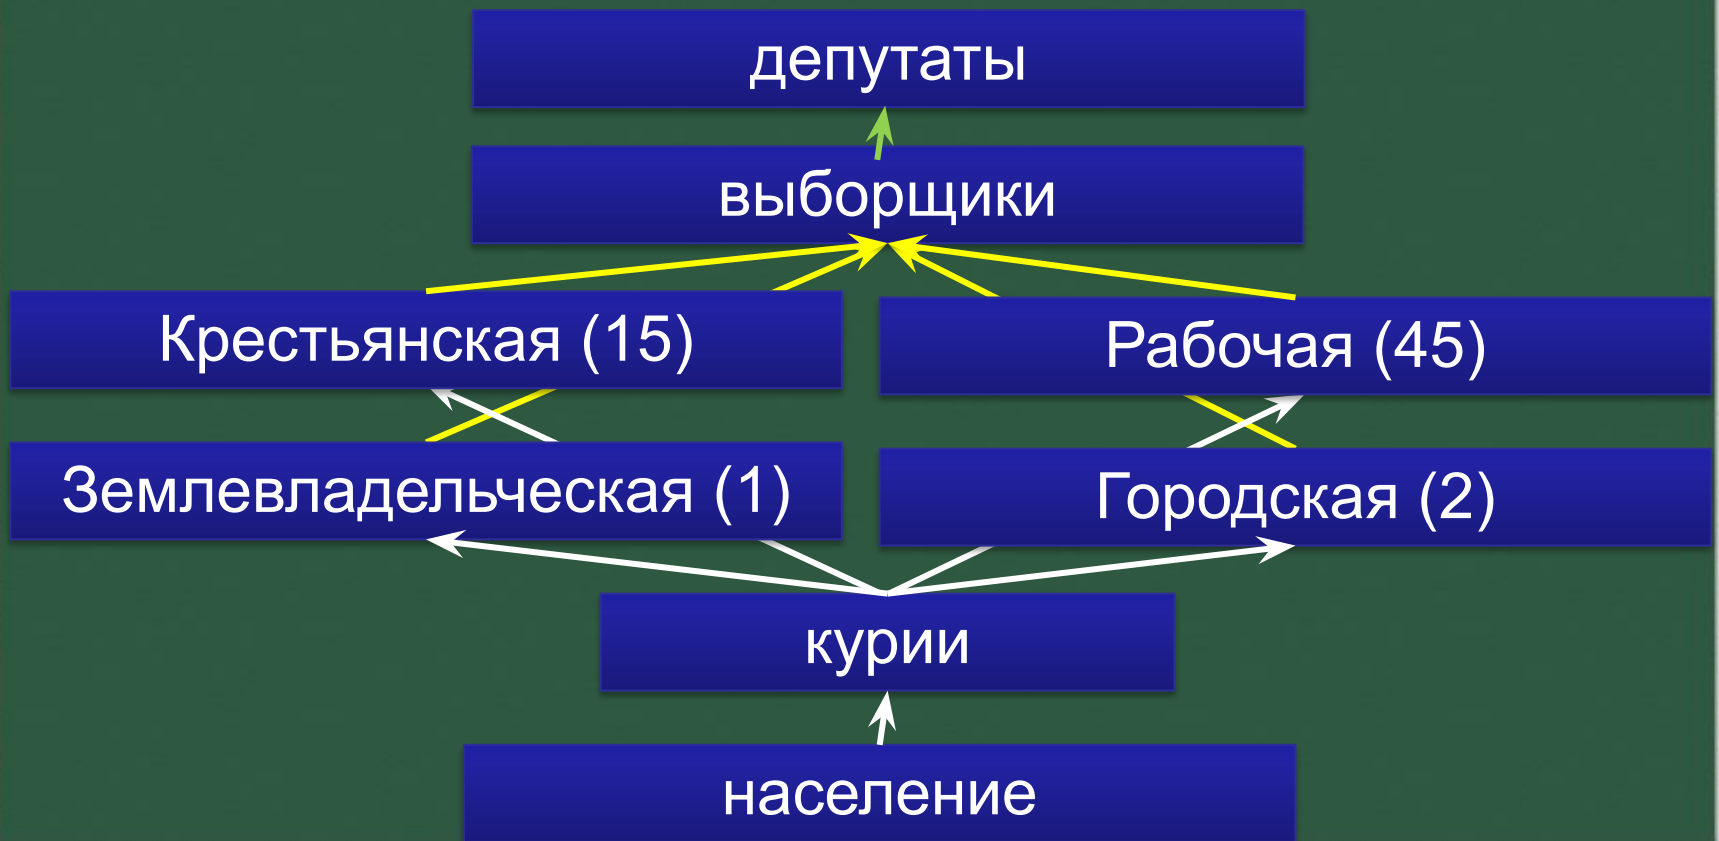 депутаты
выборщики
Крестьянская (15)
Рабочая (45)
Землевладельческая (1)
Городская (2)
курии
население